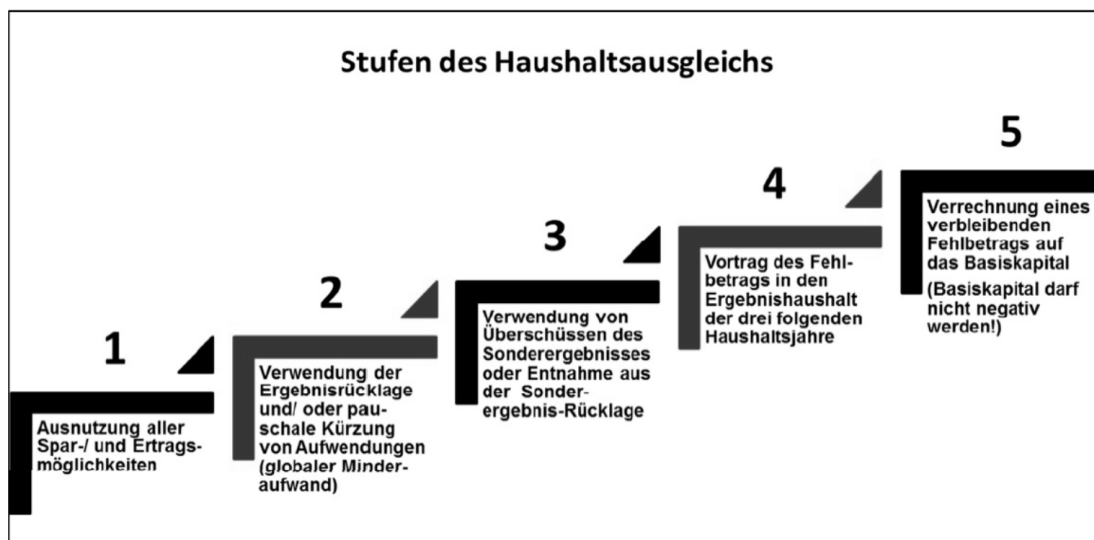 Stufen des Haushaltsausgleichs
1
Ausnutzung aller
Spar-/ und Ertrags-
möglichkeiten
2
Verwendung der
Ergebnisrücklage
und/ oder pau-
schale Kürzung
von Aufwendungen
(globaler Minder-
aufwand)
3
Verwendung von
Überschüssen des
Sonderergebnisses
oder Entnahme aus
der Sonder-
ergebnis-Rücklage
4
Vortrag des Fehl-
betrags in den
Ergebnishaushalt
der drei folgenden
Haushaltsjahre
5
Verrechnung eines
verbleibenden
Fehlbetrags auf
das Basiskapital
(Basiskapital darf
nicht negativ
werden!)